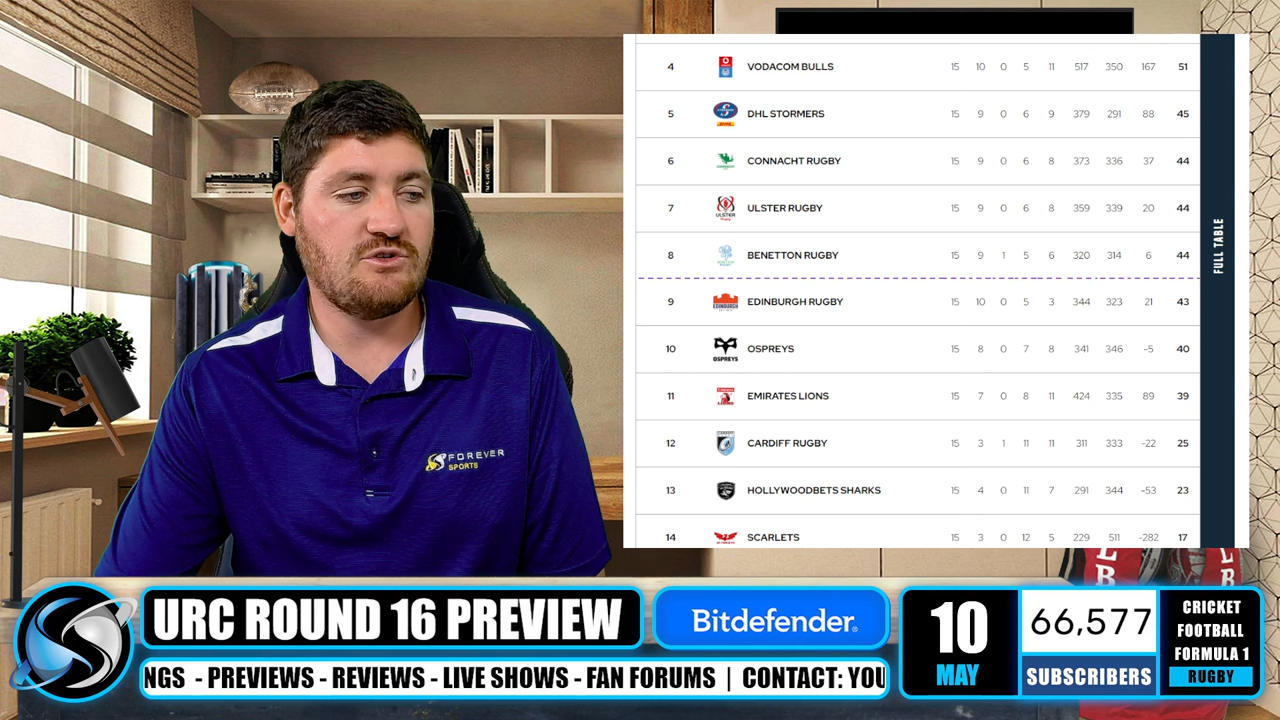 4 VODACOM BULLS 15 10 0 5 11 517 350 167 51
5 DHL STORMERS 15 9 0 6 9 379 291 88 45
6 CONNACHT RUGBY 15 9 0 6 8 373 336 37 44
7 ULSTER RUGBY 15 9 0 6 8 359 339 20 44
8 BENETTON RUGBY 15 9 1 5 6 320 314 6 44
9 EDINBURGH RUGBY 15 10 0 5 3 344 323 21 43
10 OSPREYS 15 8 0 7 8 341 346 -5 40
11 EMIRATES LIONS 15 7 0 8 11 424 335 89 39
12 CARDIFF RUGBY 15 3 1 11 11 311 333 -22 25
13 HOLLYWOODBETS SHARKS 15 4 0 11 7 291 344 -53 23
14 SCARLETS 15 3 0 12 5 229 511 -282 17
FULL TABLE
ULSTER
EDINBURGH
OSPREYS
FOREVER
SPORTS
URC ROUND 16 PREVIEW
Bitdefender.
NGS - PREVIEWS - REVIEWS - LIVE SHOWS - FAN FORUMS | CONTACT: YOU
10
MAY
66,577
SUBSCRIBERS
CRICKET
FOOTBALL
FORMULA 1
RUGBY